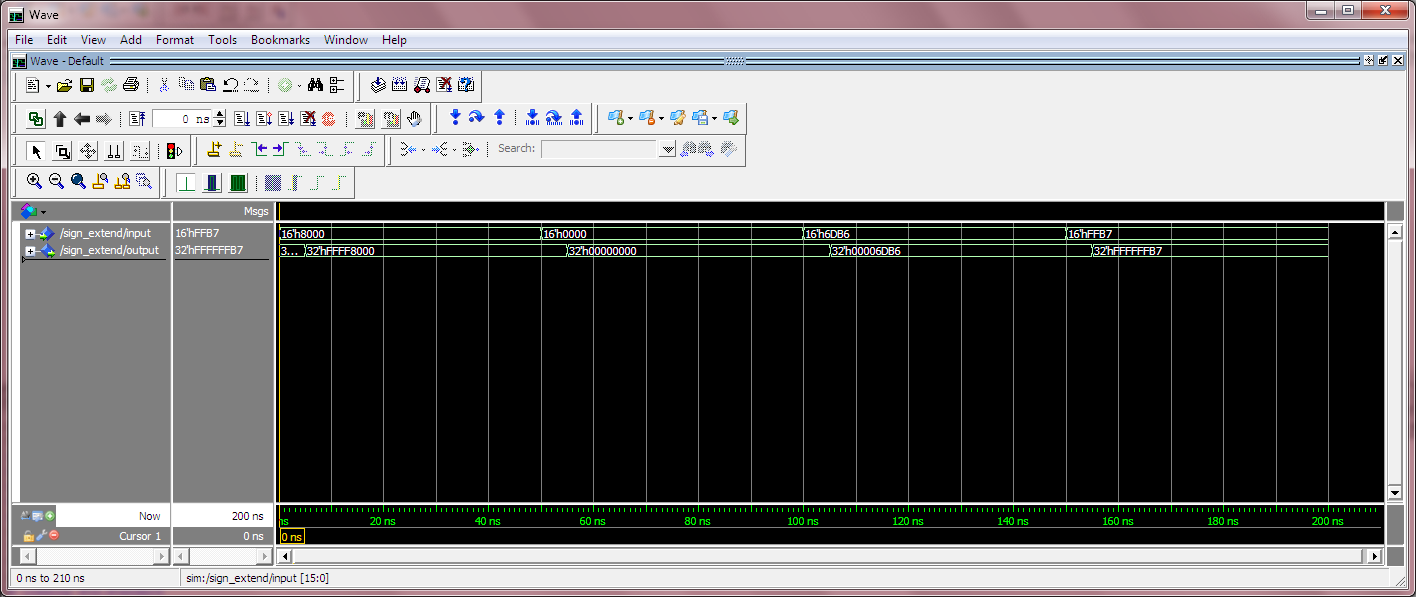 Wave
File Edit View Add Format Tools Bookmarks Window Help
Wave - Default
0 ns
Search:
Msgs
/sign_extend/input 16'hFFB7 16'h8000 16'h0000 16'h6DB6 16'hFFB7
/sign_extend/output 32'hFFFFFFB7 3... 32'hFFFF8000 32'h00000000 32'h00006DB6 32'hFFFFFFB7
Now 200 ns ns 20 ns 40 ns 60 ns 80 ns 100 ns 120 ns 140 ns 160 ns 180 ns 200 ns
Cursor 1 0 ns 0 ns
0 ns to 210 ns sim:/sign_extend/input [15:0]